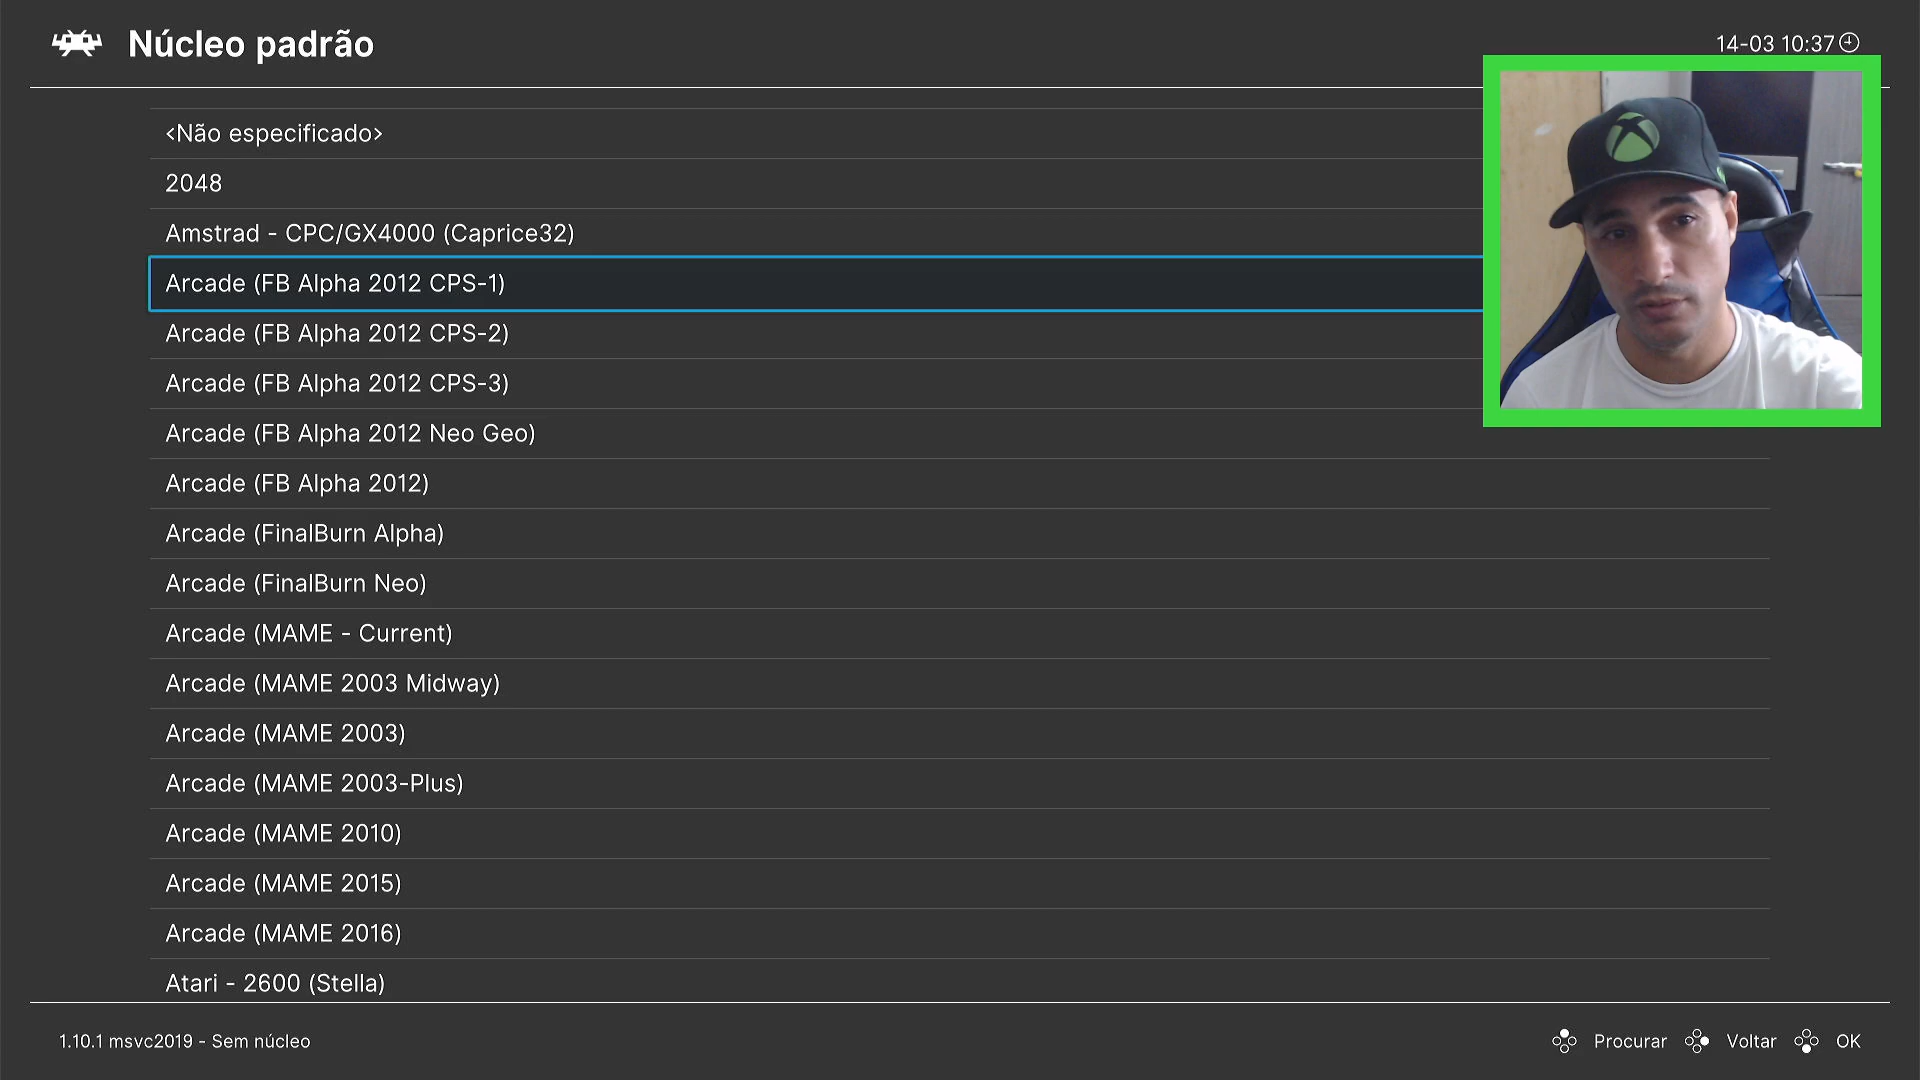 Núcleo padrão
14-03 10:37
<Não especificado>
2048
Amstrad - CPC/GX4000 (Caprice32)
Arcade (FB Alpha 2012 CPS-1)
Arcade (FB Alpha 2012 CPS-2)
Arcade (FB Alpha 2012 CPS-3)
Arcade (FB Alpha 2012 Neo Geo)
Arcade (FB Alpha 2012)
Arcade (FinalBurn Alpha)
Arcade (FinalBurn Neo)
Arcade (MAME - Current)
Arcade (MAME 2003 Midway)
Arcade (MAME 2003)
Arcade (MAME 2003-Plus)
Arcade (MAME 2010)
Arcade (MAME 2015)
Arcade (MAME 2016)
Atari - 2600 (Stella)
1.10.1 msvc2019 - Sem núcleo
Procurar Voltar OK